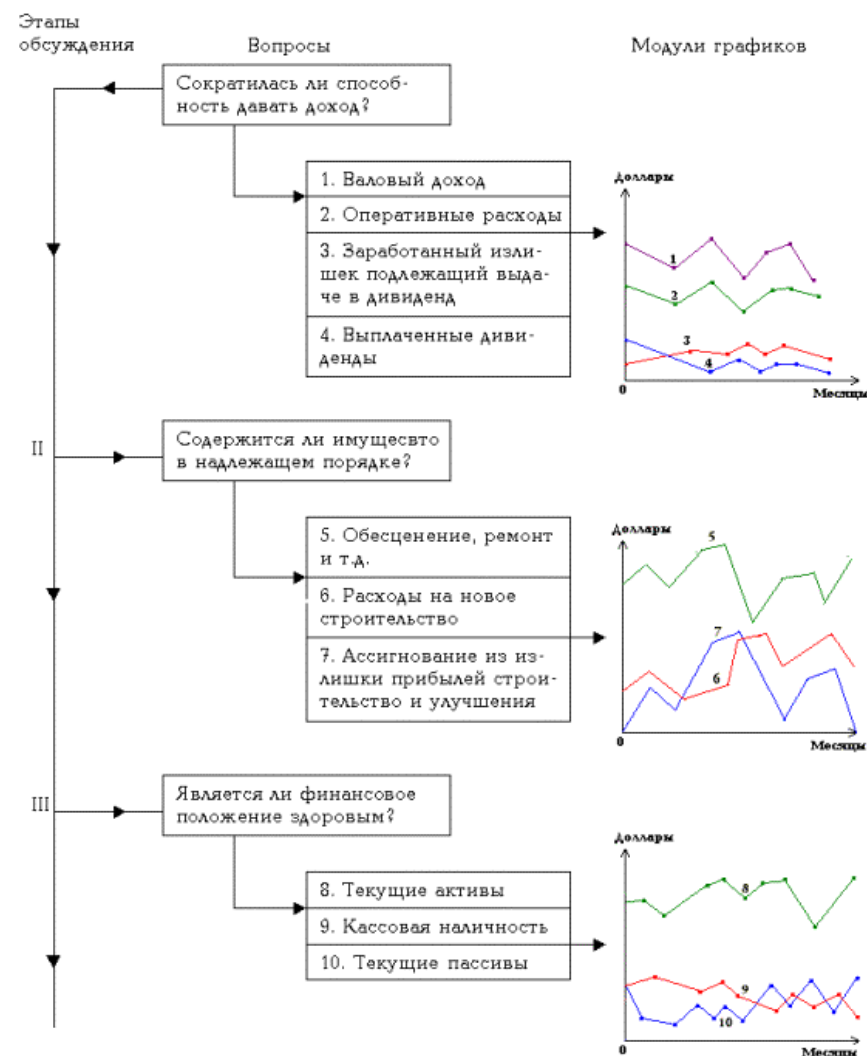 Этапы
обсуждения
Вопросы
Модули графиков
Сократилась ли способ-
ность давать доход?
1. Валовый доход
2. Оперативные расходы
3. Заработанный изли-
шек подлежащий выда-
че в дивиденд
4. Выплаченные диви-
денды
Доллары
1
2
3
4
0
Месяцы
II
Содержится ли имущесвто
в надлежащем порядке?
5. Обесценение, ремонт
и т.д.
6. Расходы на новое
строительство
7. Ассигнование из из-
лишки прибылей строи-
тельство и улучшения
Доллары
5
7
6
0
Месяцы
III
Является ли финансовое
положение здоровым?
8. Текущие активы
9. Кассовая наличность
10. Текущие пассивы
Доллары
8
9
10
0
Месяцы